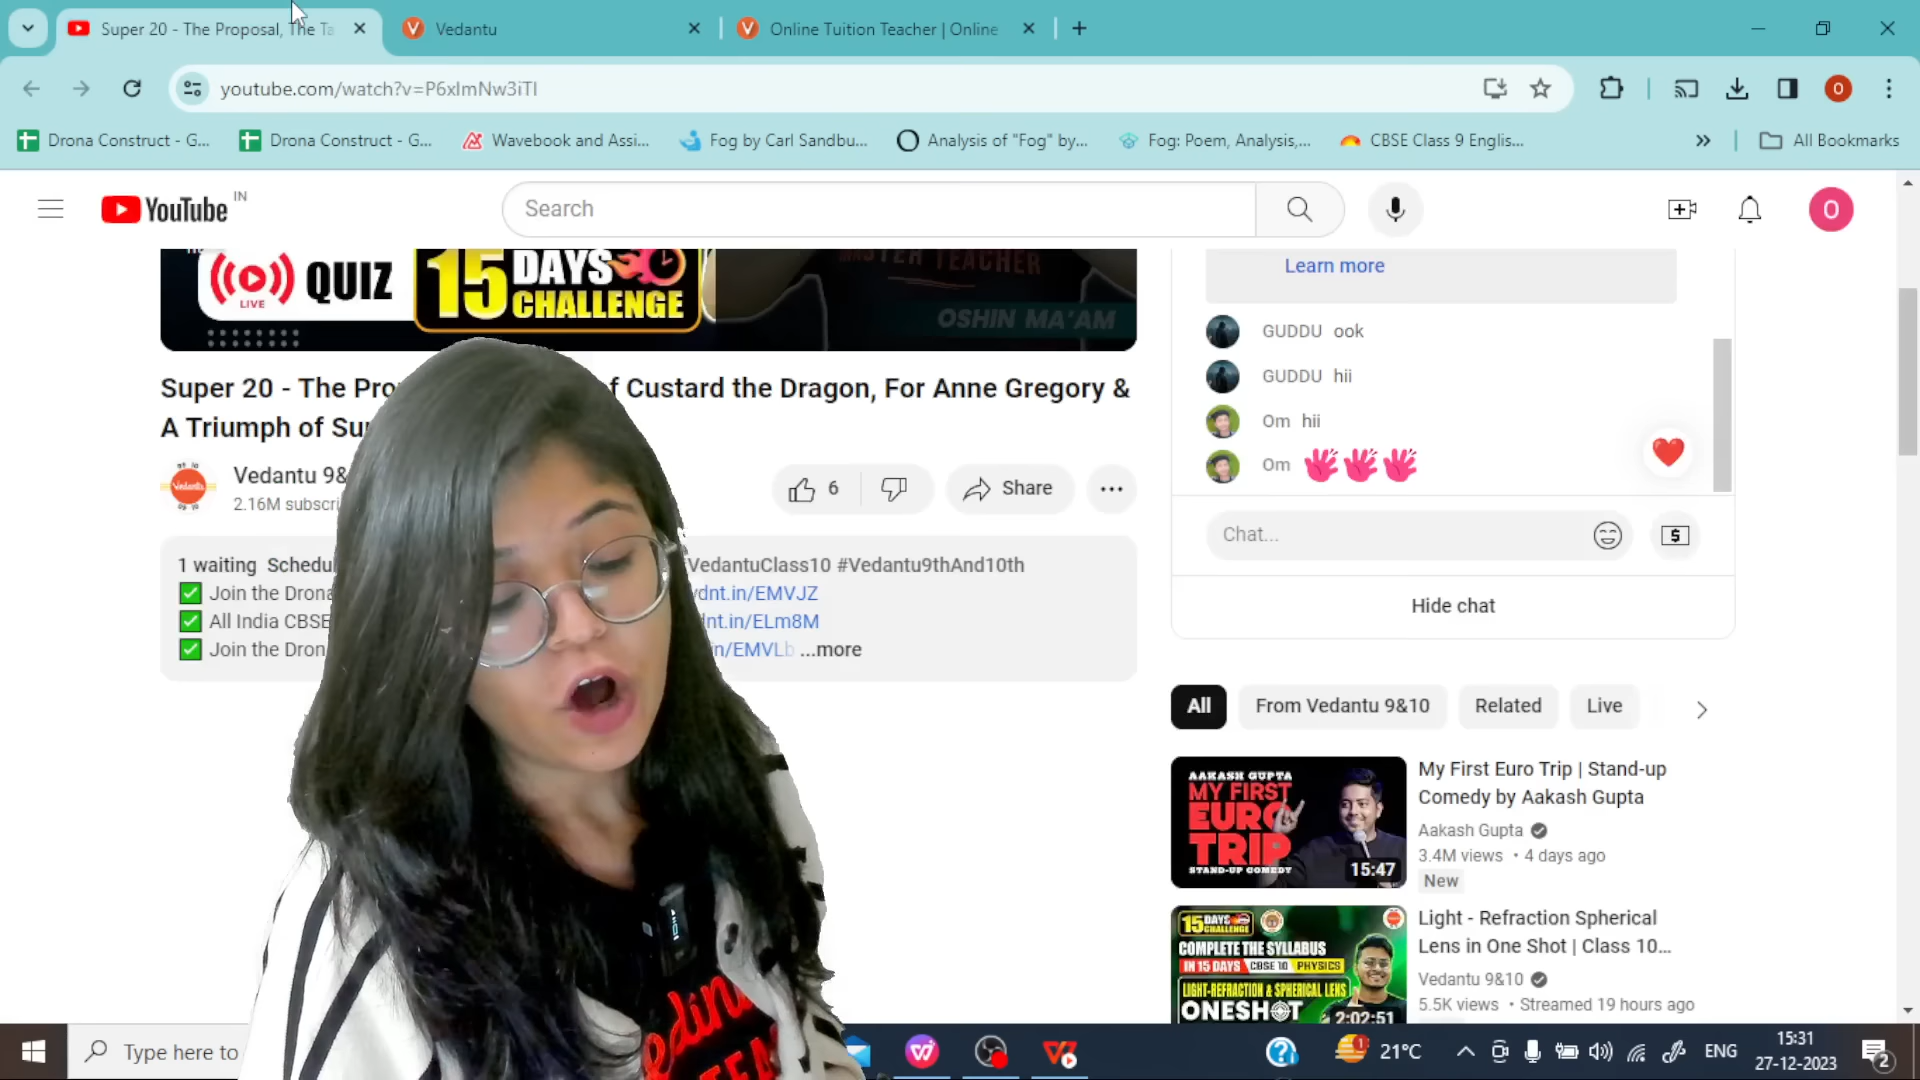 Super 20 - The Proposal, The Ta
Vedantu
Online Tuition Teacher | Online
youtube.com/watch?v=P6xImNw3iTI
O
Drona Construct - G...
Drona Construct - G...
Wavebook and Assi...
Fog by Carl Sandbu...
Analysis of "Fog" by...
Fog: Poem, Analysis,...
CBSE Class 9 Englis...
All Bookmarks
YouTube IN
Search
O
LIVE
QUIZ
15 DAYS
CHALLENGE
MASTER TEACHER
OSHIN MA'AM
Learn more
GUDDU ook
GUDDU hii
Om hii
Om
Super 20 - The Pro
f Custard the Dragon, For Anne Gregory &
A Triumph of Su
Vedantu
Vedantu 9&
2.16M subscri
6
Share
Chat...
Hide chat
1 waiting Schedul
VedantuClass10 #Vedantu9thAnd10th
Join the Drona
dnt.in/EMVJZ
All India CBSE
nt.in/ELm8M
Join the Dron
n/EMVLb ...more
All
From Vedantu 9&10
Related
Live
AAKASH GUPTA
MY FIRST
EURO
TRIP
STAND-UP COMEDY
15:47
My First Euro Trip | Stand-up
Comedy by Aakash Gupta
Aakash Gupta
3.4M views • 4 days ago
New
15 DAYS
CHALLENGE
COMPLETE THE SYLLABUS
IN 15 DAYS CBSE 10 PHYSICS
LIGHT-REFRACTION & SPHERICAL LENS
ONESHOT
2:02:51
Light - Refraction Spherical
Lens in One Shot | Class 10...
Vedantu 9&10
5.5K views • Streamed 19 hours ago
Type here to
1
21°C
ENG
15:31
27-12-2023
2